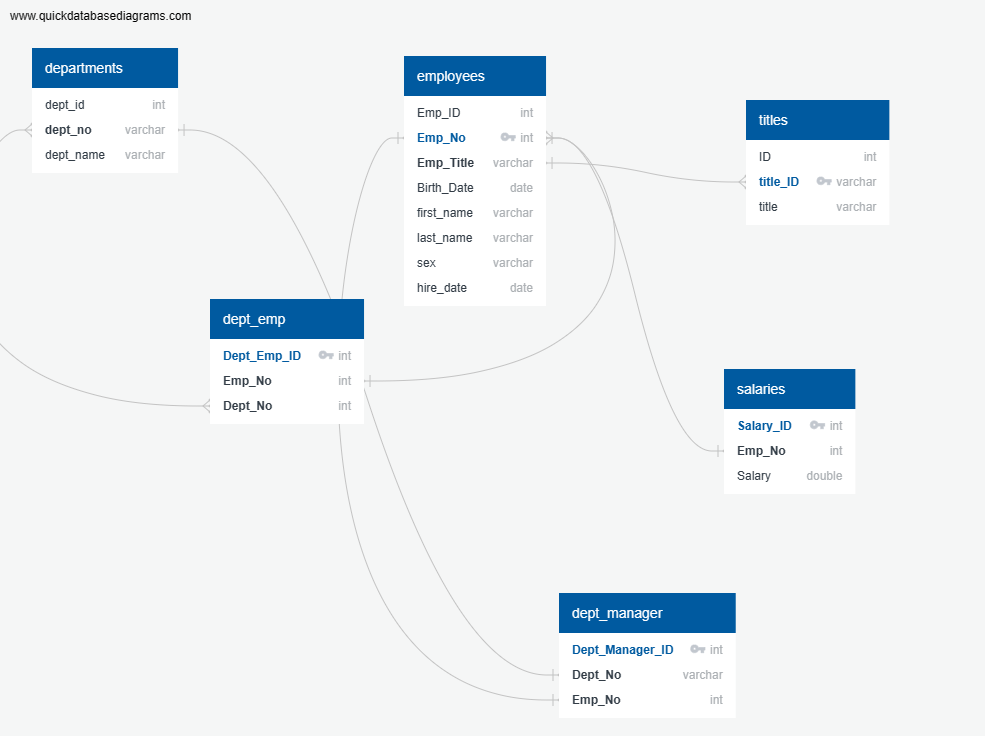 www.quickdatabasediagrams.com
departments
dept_id int
dept_no varchar
dept_name varchar
employees
Emp_ID int
Emp_No int
Emp_Title varchar
Birth_Date date
first_name varchar
last_name varchar
sex varchar
hire_date date
titles
ID int
title_ID varchar
title varchar
dept_emp
Dept_Emp_ID int
Emp_No int
Dept_No int
salaries
Salary_ID int
Emp_No int
Salary double
dept_manager
Dept_Manager_ID int
Dept_No varchar
Emp_No int